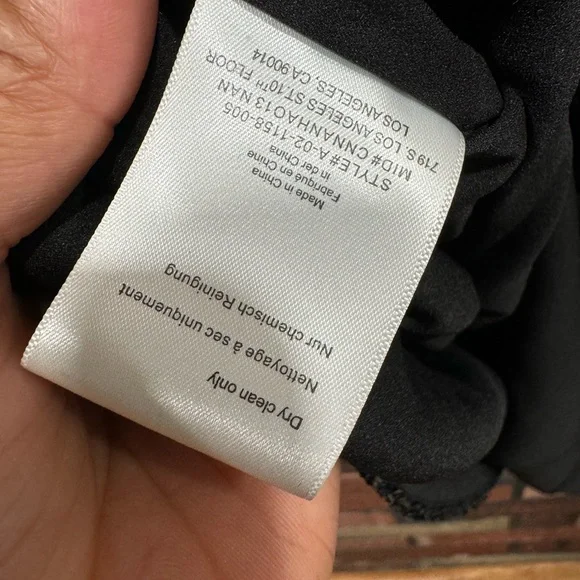 Dry clean only
Nettoyage à sec uniquement
Nur chemisch Reinigung
Made in China
Fabriqué en Chine
in der China
STYLE# A-02-1158-005
MID# CNNANHAO13 NAN
719 S. LOS ANGELES ST.10TH FLOOR
LOS ANGELES, CA 90014